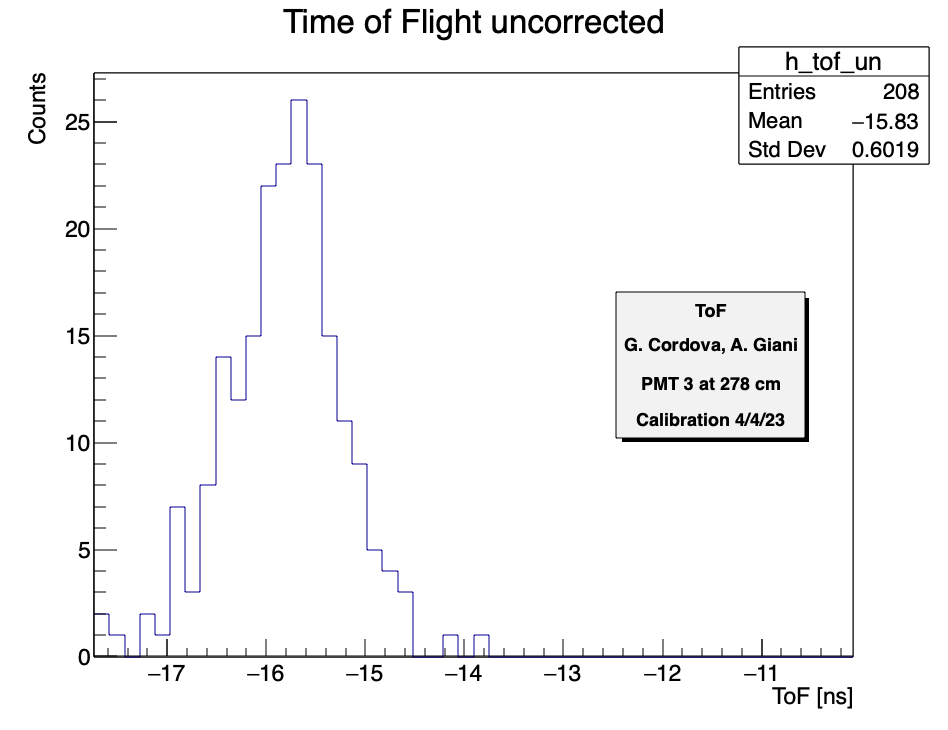 Time of Flight uncorrected
h_tof_un
Entries 208
Mean −15.83
Std Dev 0.6019
Counts
25
20
15
10
5
0
ToF
G. Cordova, A. Giani
PMT 3 at 278 cm
Calibration 4/4/23
−17 −16 −15 −14 −13 −12 −11
ToF [ns]